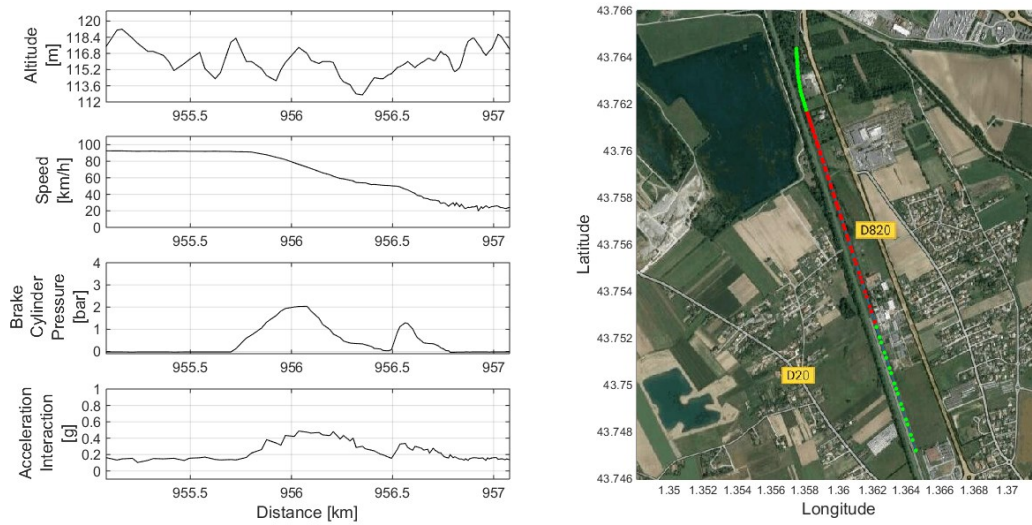 120
118.4
116.8
115.2
113.6
112
Altitude
[m]
955.5 956 956.5 957
100
80
60
40
20
0
Speed
[km/h]
955.5 956 956.5 957
4
3
2
1
0
Brake
Cylinder
Pressure
[bar]
955.5 956 956.5 957
1
0.8
0.6
0.4
0.2
0
Acceleration
Interaction
[g]
955.5 956 956.5 957
Distance [km]
43.766
43.764
43.762
43.76
43.758
43.756
43.754
43.752
43.75
43.748
43.746
Latitude
D820
D20
1.35 1.352 1.354 1.356 1.358 1.36 1.362 1.364 1.366 1.368 1.37
Longitude